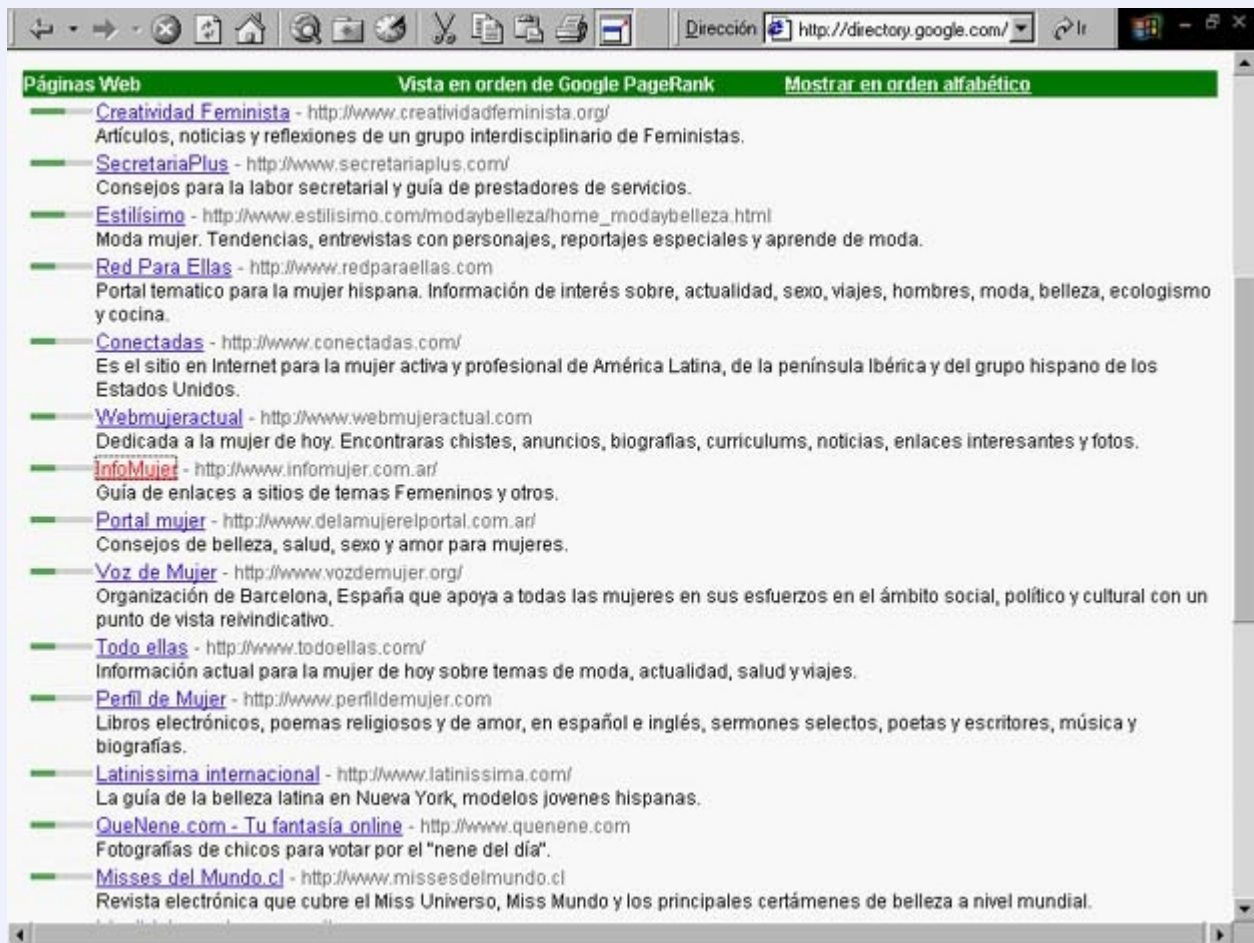 Dirección http://directory.google.com/ Ir
Páginas Web Vista en orden de Google PageRank Mostrar en orden alfabético
Creatividad Feminista - http://www.creatividadfeminista.org/
Artículos, noticias y reflexiones de un grupo interdisciplinario de Feministas.
SecretariaPlus - http://www.secretariaplus.com/
Consejos para la labor secretarial y guía de prestadores de servicios.
Estilísimo - http://www.estilisimo.com/modaybelleza/home_modaybelleza.html
Moda mujer. Tendencias, entrevistas con personajes, reportajes especiales y aprende de moda.
Red Para Ellas - http://www.redparaellas.com
Portal tematico para la mujer hispana. Información de interés sobre, actualidad, sexo, viajes, hombres, moda, belleza, ecologismo
y cocina.
Conectadas - http://www.conectadas.com/
Es el sitio en Internet para la mujer activa y profesional de América Latina, de la península Ibérica y del grupo hispano de los
Estados Unidos.
Webmujeractual - http://www.webmujeractual.com
Dedicada a la mujer de hoy. Encontraras chistes, anuncios, biografias, curriculums, noticias, enlaces interesantes y fotos.
InfoMujer - http://www.infomujer.com.ar/
Guía de enlaces a sitios de temas Femeninos y otros.
Portal mujer - http://www.delamujerelportal.com.ar/
Consejos de belleza, salud, sexo y amor para mujeres.
Voz de Mujer - http://www.vozdemujer.org/
Organización de Barcelona, España que apoya a todas las mujeres en sus esfuerzos en el ámbito social, político y cultural con un
punto de vista reivindicativo.
Todo ellas - http://www.todoellas.com/
Información actual para la mujer de hoy sobre temas de moda, actualidad, salud y viajes.
Perfil de Mujer - http://www.perfildemujer.com
Libros electrónicos, poemas religiosos y de amor, en español e inglés, sermones selectos, poetas y escritores, música y
biografías.
Latinissima internacional - http://www.latinissima.com/
La guía de la belleza latina en Nueva York, modelos jovenes hispanas.
QueNene.com - Tu fantasía online - http://www.quenene.com
Fotografías de chicos para votar por el "nene del día".
Misses del Mundo.cl - http://www.missesdelmundo.cl
Revista electrónica que cubre el Miss Universo, Miss Mundo y los principales certámenes de belleza a nivel mundial.